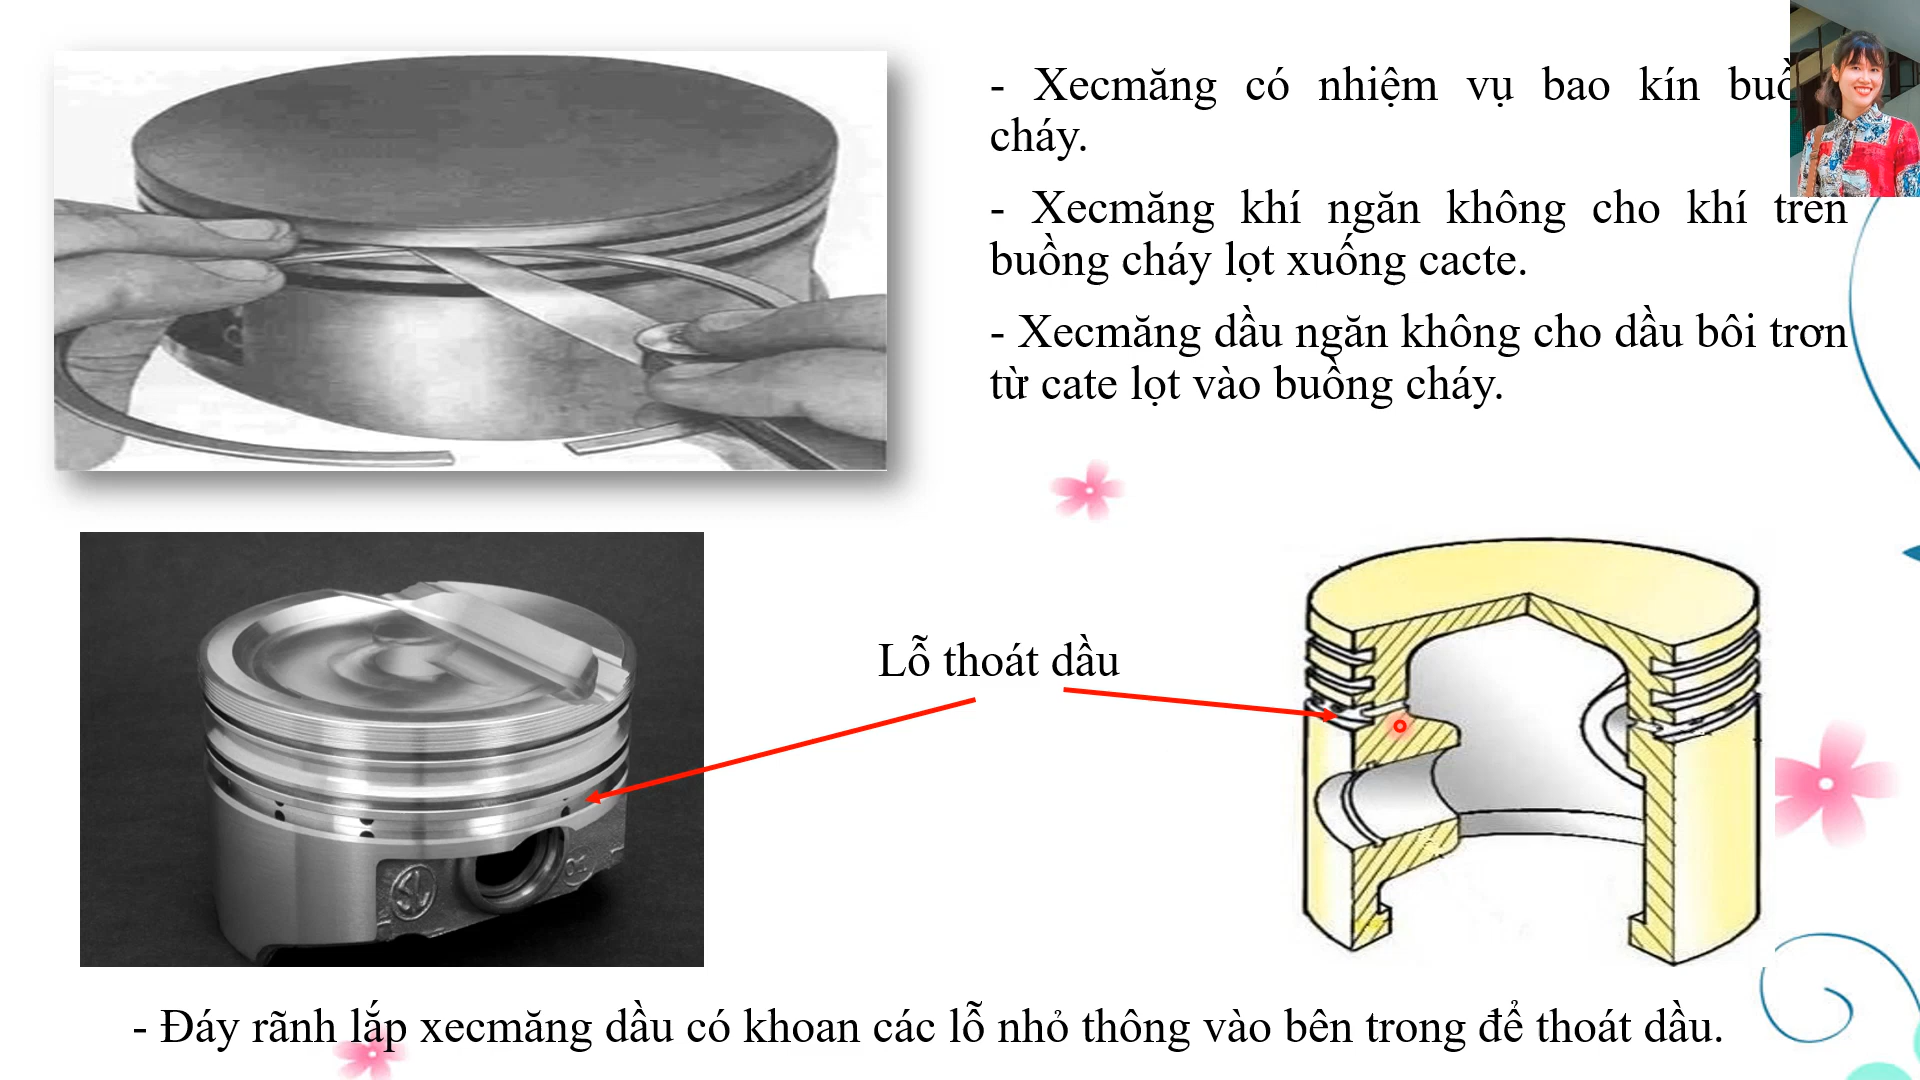 - Xecmăng có nhiệm vụ bao kín
cháy.
- Xecmăng khí ngăn không cho khí trên
buồng cháy lọt xuống cacte.
- Xecmăng dầu ngăn không cho dầu bôi trơn
từ cate lọt vào buồng cháy.
Lỗ thoát dầu
- Đáy rãnh lắp xecmăng dầu có khoan các lỗ nhỏ thông vào bên trong để thoát dầu.